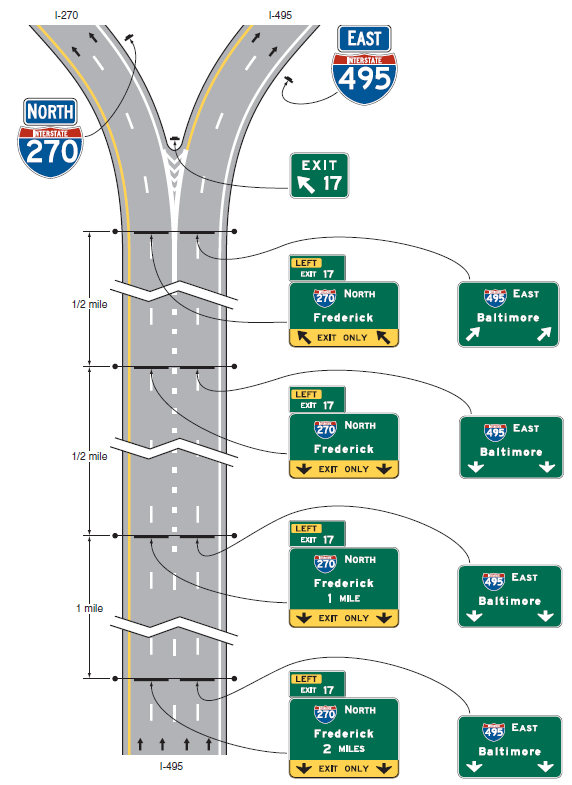 I-270
I-495
EAST
INTERSTATE
495
NORTH
INTERSTATE
270
EXIT
17
LEFT
EXIT 17
270 NORTH
Frederick
EXIT ONLY
495 EAST
Baltimore
1/2 mile
LEFT
EXIT 17
270 NORTH
Frederick
EXIT ONLY
495 EAST
Baltimore
1/2 mile
LEFT
EXIT 17
270 NORTH
Frederick
1 MILE
EXIT ONLY
495 EAST
Baltimore
1 mile
LEFT
EXIT 17
270 NORTH
Frederick
2 MILES
EXIT ONLY
495 EAST
Baltimore
I-495